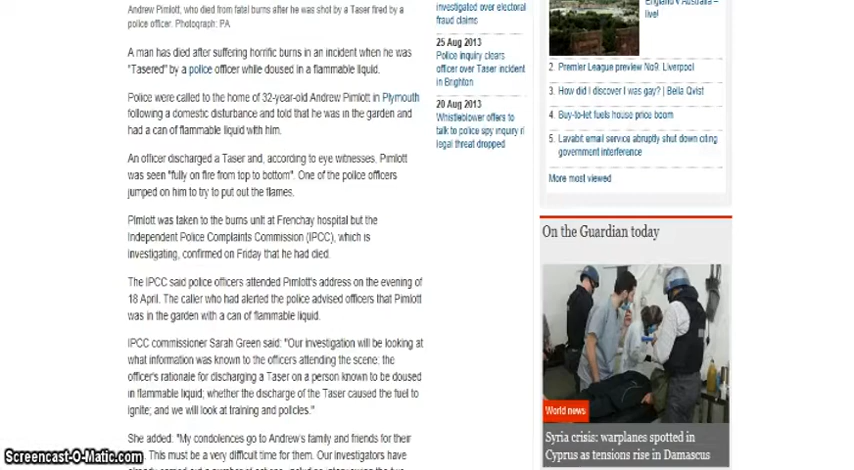 Andrew Pimlott, who died from fatal burns after he was shot by a Taser fired by a
police officer. Photograph: PA
A man has died after suffering horrific burns in an incident when he was
"Tasered" by a police officer while doused in a flammable liquid.
Police were called to the home of 32-year-old Andrew Pimlott in Plymouth
following a domestic disturbance and told that he was in the garden and
had a can of flammable liquid with him.
An officer discharged a Taser and, according to eye witnesses, Pimlott
was seen "fully on fire from top to bottom". One of the police officers
jumped on him to try to put out the flames.
Pimlott was taken to the burns unit at Frenchay hospital but the
Independent Police Complaints Commission (IPCC), which is
investigating, confirmed on Friday that he had died.
The IPCC said police officers attended Pimlott's address on the evening of
18 April. The caller who had alerted the police advised officers that Pimlott
was in the garden with a can of flammable liquid.
IPCC commissioner Sarah Green said: "Our investigation will be looking at
what information was known to the officers attending the scene; the
officer's rationale for discharging a Taser on a person known to be doused
in flammable liquid; whether the discharge of the Taser caused the fuel to
ignite; and we will look at training and policies."
She added: "My condolences go to Andrew's family and friends for their
This must be a very difficult time for them. Our investigators have
investigated over electoral
fraud claims
25 Aug 2013
Police inquiry clears
officer over Taser incident
in Brighton
20 Aug 2013
Whistleblower offers to
talk to police spy inquiry if
legal threat dropped
England v Australia –
live!
2. Premier League preview No9: Liverpool
3. How did I discover I was gay? | Bella Qvist
4. Buy-to-let fuels house price boom
5. Lavabit email service abruptly shut down citing
government interference
More most viewed
On the Guardian today
World news
Syria crisis: warplanes spotted in
Cyprus as tensions rise in Damascus
Screencast-O-Matic.com